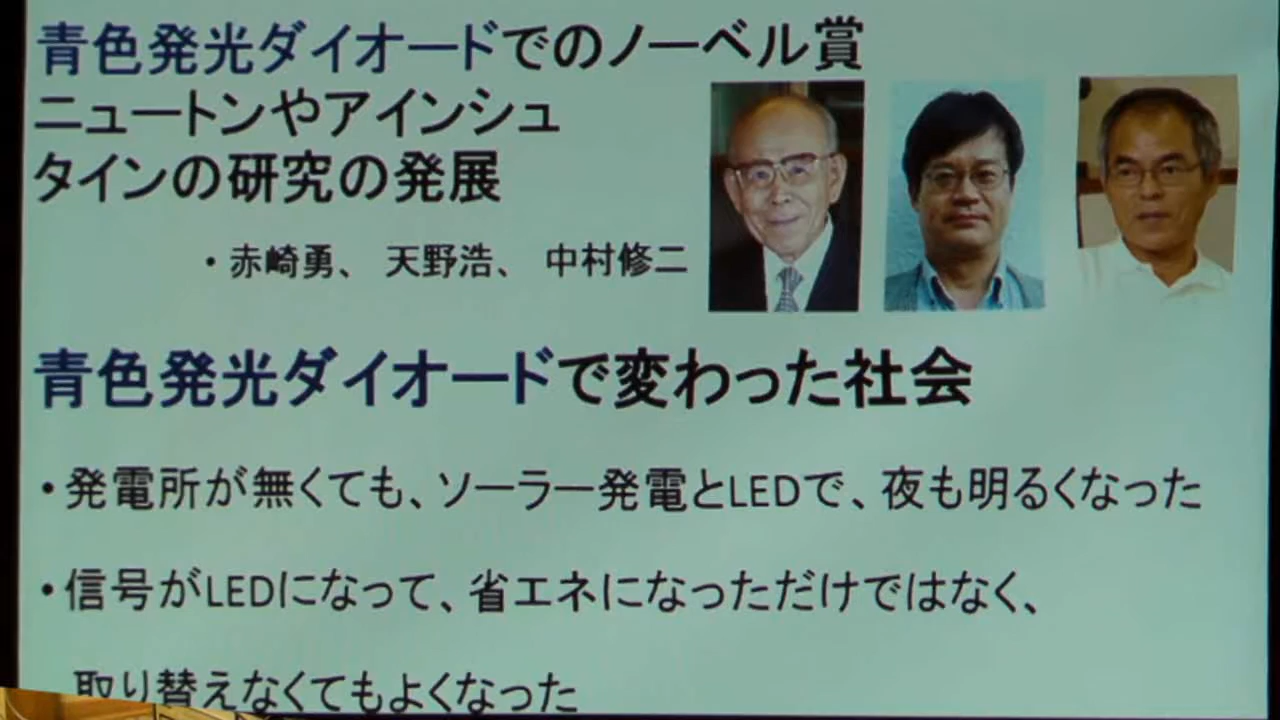 青色発光ダイオードでのノーベル賞
ニュートンやアインシュ
タインの研究の発展
・赤崎勇、 天野浩、 中村修二
青色発光ダイオードで変わった社会
・発電所が無くても、ソーラー発電とLEDで、夜も明るくなった
・信号がLEDになって、省エネになっただけではなく、
取り替えなくてもよくなった